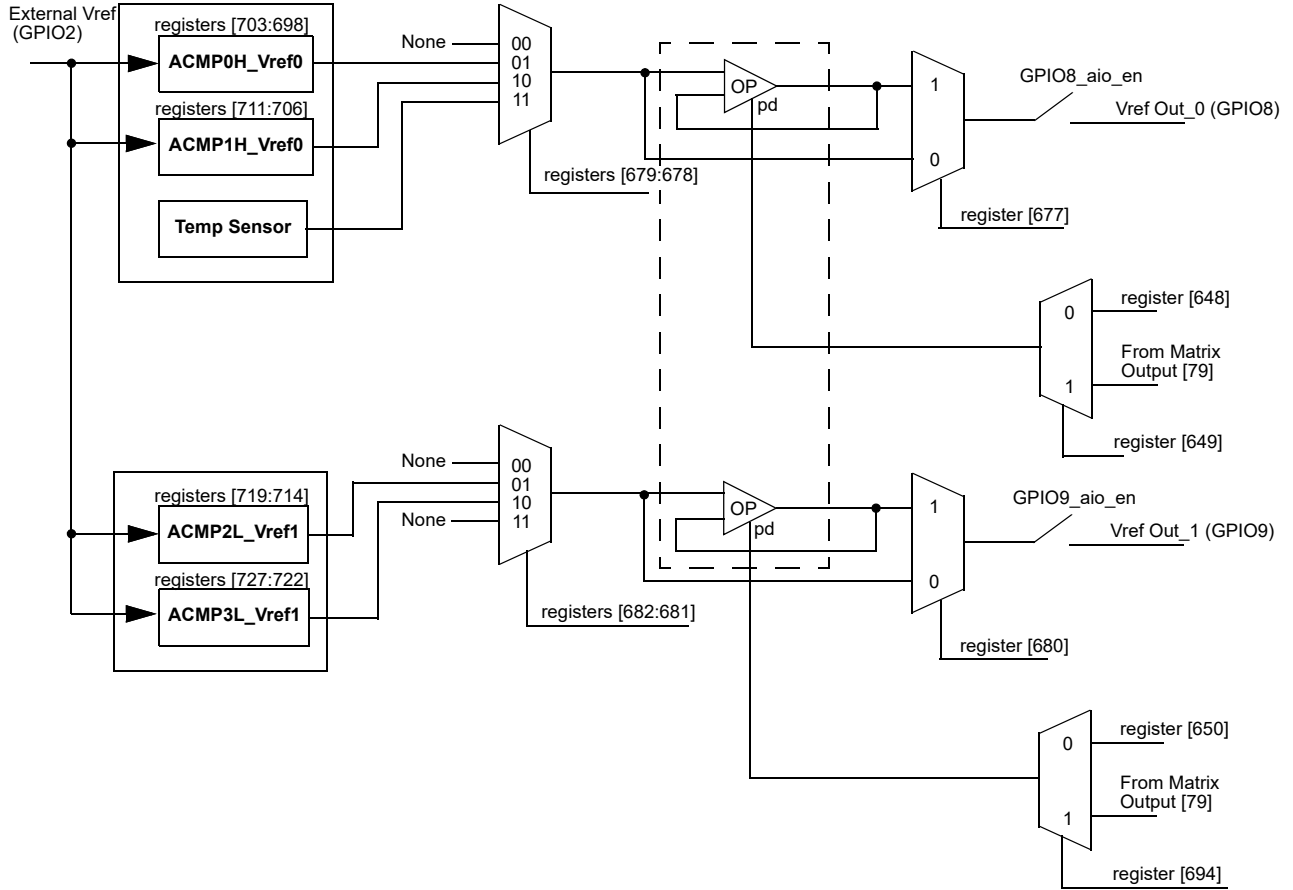 External Vref
(GPIO2)
registers [703:698]
ACMP0H_Vref0
registers [711:706]
ACMP1H_Vref0
Temp Sensor
None
00
01
10
11
registers [679:678]
OP
pd
1
0
register [677]
GPIO8_aio_en
Vref Out_0 (GPIO8)
0
1
register [648]
From Matrix
Output [79]
register [649]
registers [719:714]
ACMP2L_Vref1
registers [727:722]
ACMP3L_Vref1
None
None
00
01
10
11
registers [682:681]
OP
pd
1
0
register [680]
GPIO9_aio_en
Vref Out_1 (GPIO9)
0
1
register [650]
From Matrix
Output [79]
register [694]